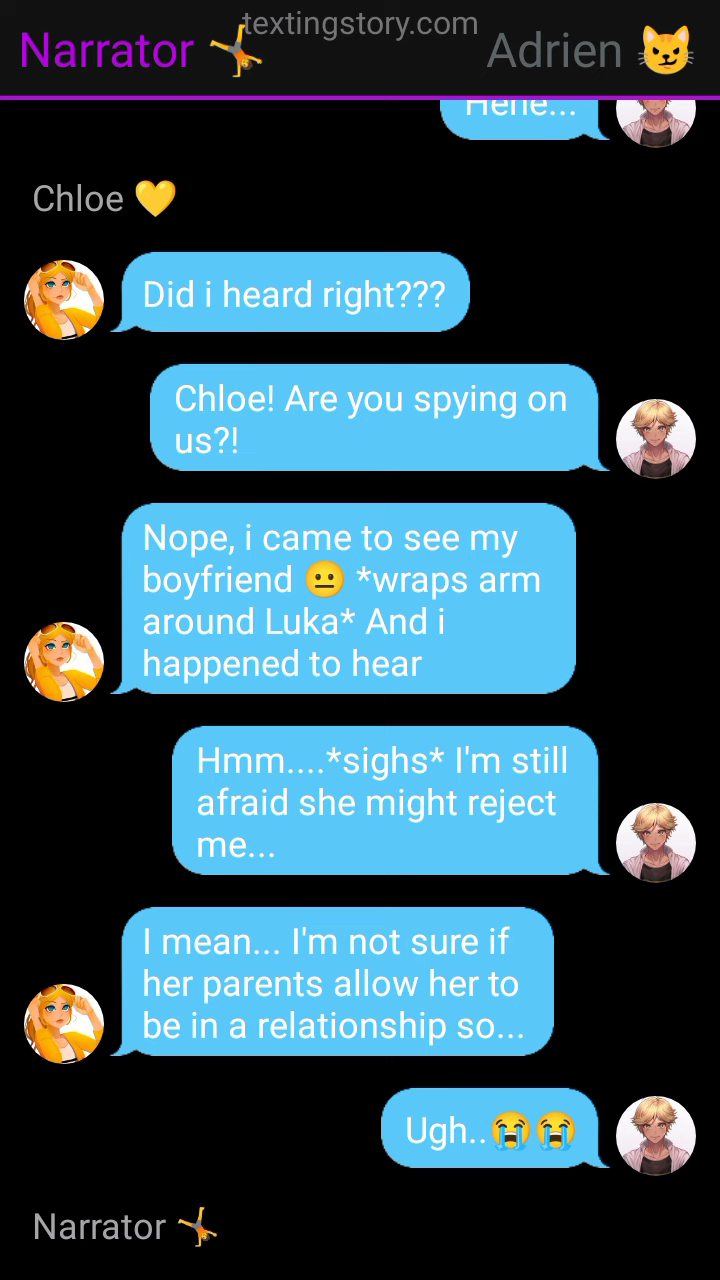 textingstory.com
Narrator 🤸 Adrien 😼
Hehe...
Chloe 💛
Did i heard right???
Chloe! Are you spying on
us?!
Nope, i came to see my
boyfriend 😐 *wraps arm
around Luka* And i
happened to hear
Hmm....*sighs* I'm still
afraid she might reject
me...
I mean... I'm not sure if
her parents allow her to
be in a relationship so...
Ugh..😭😭
Narrator 🤸